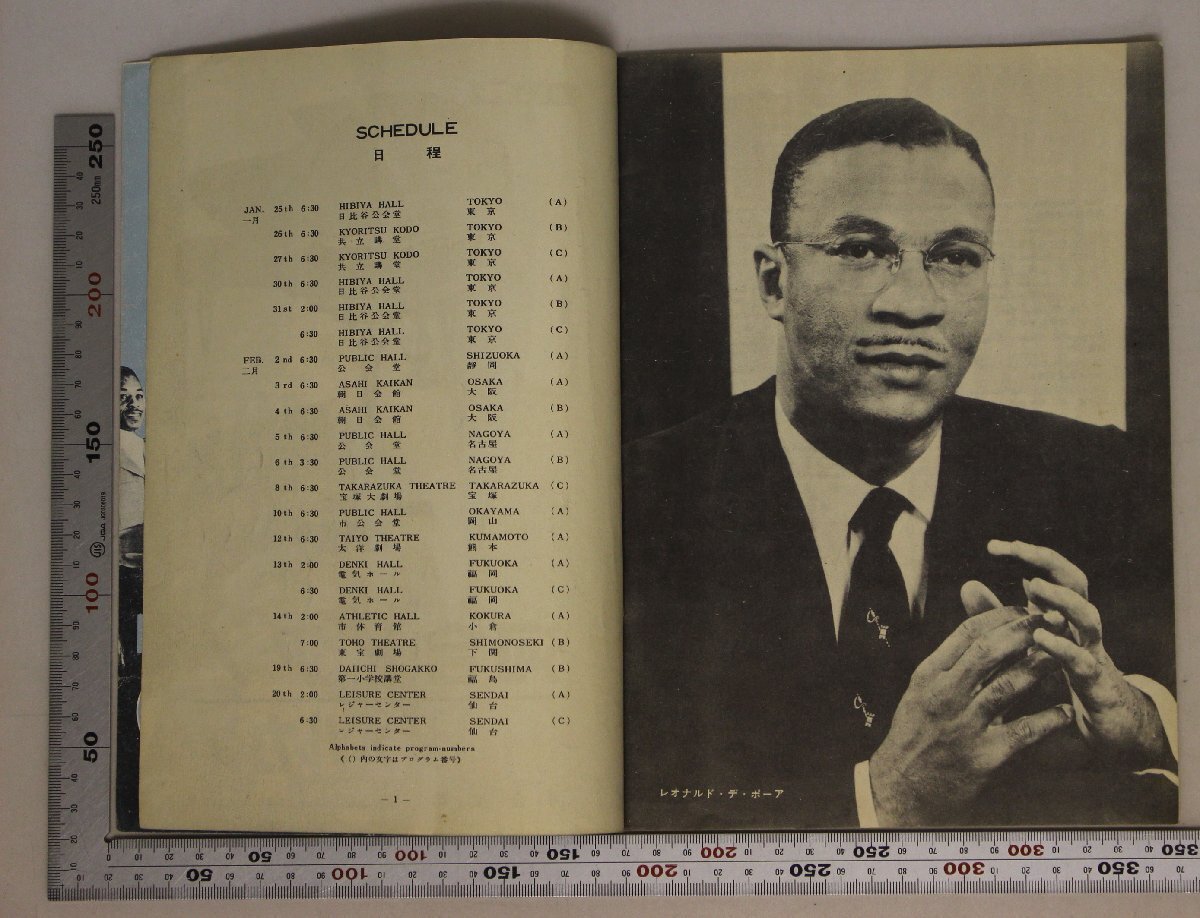 SCHEDULE
日 程
JAN. 25th 6:30 HIBIYA HALL TOKYO (A)
一月 日比谷公会堂 東 京
26th 6:30 KYORITSU KODO TOKYO (B)
共 立 講 堂 東 京
27th 6:30 KYORITSU KODO TOKYO (C)
共 立 講 堂 東 京
30th 6:30 HIBIYA HALL TOKYO (A)
日比谷公会堂 東 京
31st 2:00 HIBIYA HALL TOKYO (B)
日比谷公会堂 東 京
6:30 HIBIYA HALL TOKYO (C)
日比谷公会堂 東 京
FEB. 2nd 6:30 PUBLIC HALL SHIZUOKA (A)
二月 公 会 堂 静 岡
3rd 6:30 ASAHI KAIKAN OSAKA (A)
朝 日 会 館 大 阪
4th 6:30 ASAHI KAIKAN OSAKA (B)
朝 日 会 館 大 阪
5th 6:30 PUBLIC HALL NAGOYA (A)
公 会 堂 名古屋
6th 3:30 PUBLIC HALL NAGOYA (B)
公 会 堂 名古屋
8th 6:30 TAKARAZUKA THEATRE TAKARAZUKA (C)
宝塚大劇場 宝 塚
10th 6:30 PUBLIC HALL OKAYAMA (A)
市 公 会 堂 岡 山
12th 6:30 TAIYO THEATRE KUMAMOTO (A)
太 洋 劇 場 熊 本
13th 2:00 DENKI HALL FUKUOKA (A)
電気ホール 福 岡
6:30 DENKI HALL FUKUOKA (C)
電気ホール 福 岡
14th 2:00 ATHLETIC HALL KOKURA (A)
市 体 育 館 小 倉
7:00 TOHO THEATRE SHIMONOSEKI (B)
東 宝 劇 場 下 関
19th 6:30 DAIICHI SHOGAKKO FUKUSHIMA (B)
第一小学校講堂 福 島
20th 2:00 LEISURE CENTER SENDAI (A)
レジャーセンター 仙 台
6:30 LEISURE CENTER SENDAI (C)
レジャーセンター 仙 台
Alphabets indicate program-numbers
(( )内の文字はプログラム番号)
— 1 —
レオナルド・デ・ポーア